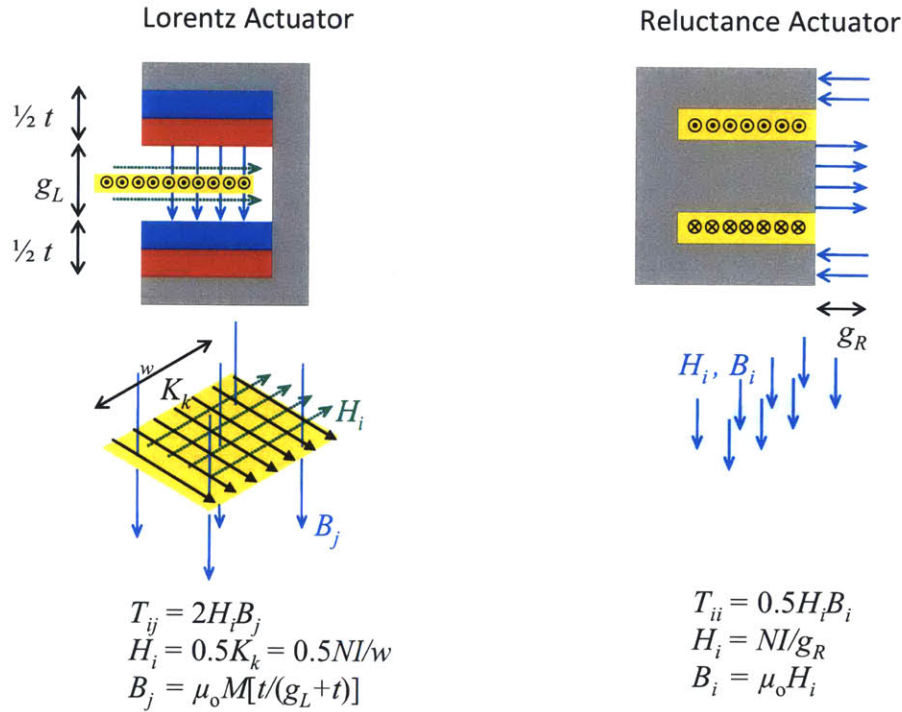 Lorentz Actuator
Reluctance Actuator
½ t
g_L
½ t
g_R
w
K_k
H_i
B_j
H_i, B_i
T_ij = 2H_iB_j
H_i = 0.5K_k = 0.5NI/w
B_j = μ_oM[t/(g_L+t)]
T_ii = 0.5H_iB_i
H_i = NI/g_R
B_i = μ_oH_i